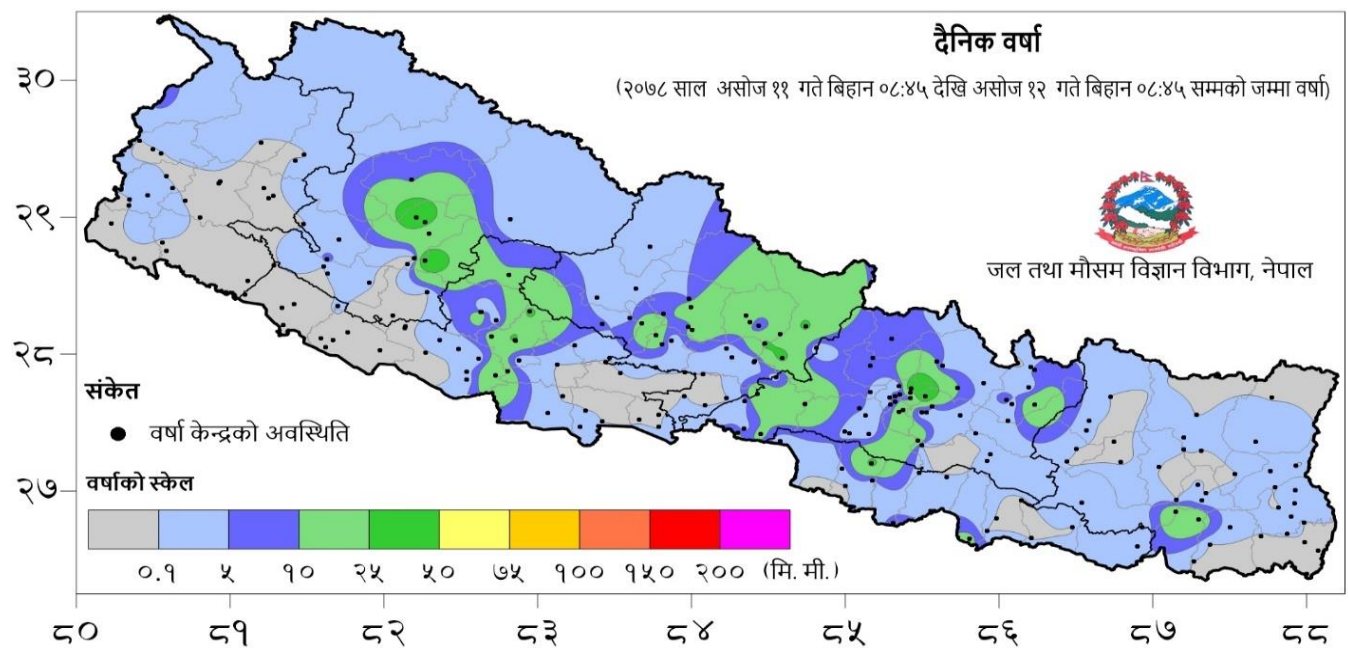 दैनिक वर्षा
(२०७८ साल असोज ११ गते बिहान ०८:४५ देखि असोज १२ गते बिहान ०८:४५ सम्मको जम्मा वर्षा)
जल तथा मौसम विज्ञान विभाग, नेपाल
३०
२९
२८
२७
संकेत
वर्षा केन्द्रको अवस्थिति
वर्षाको स्केल
०.१ ५ १० २५ ५० ७५ १०० १५० २०० (मि. मी.)
८० ८१ ८२ ८३ ८४ ८५ ८६ ८७ ८८